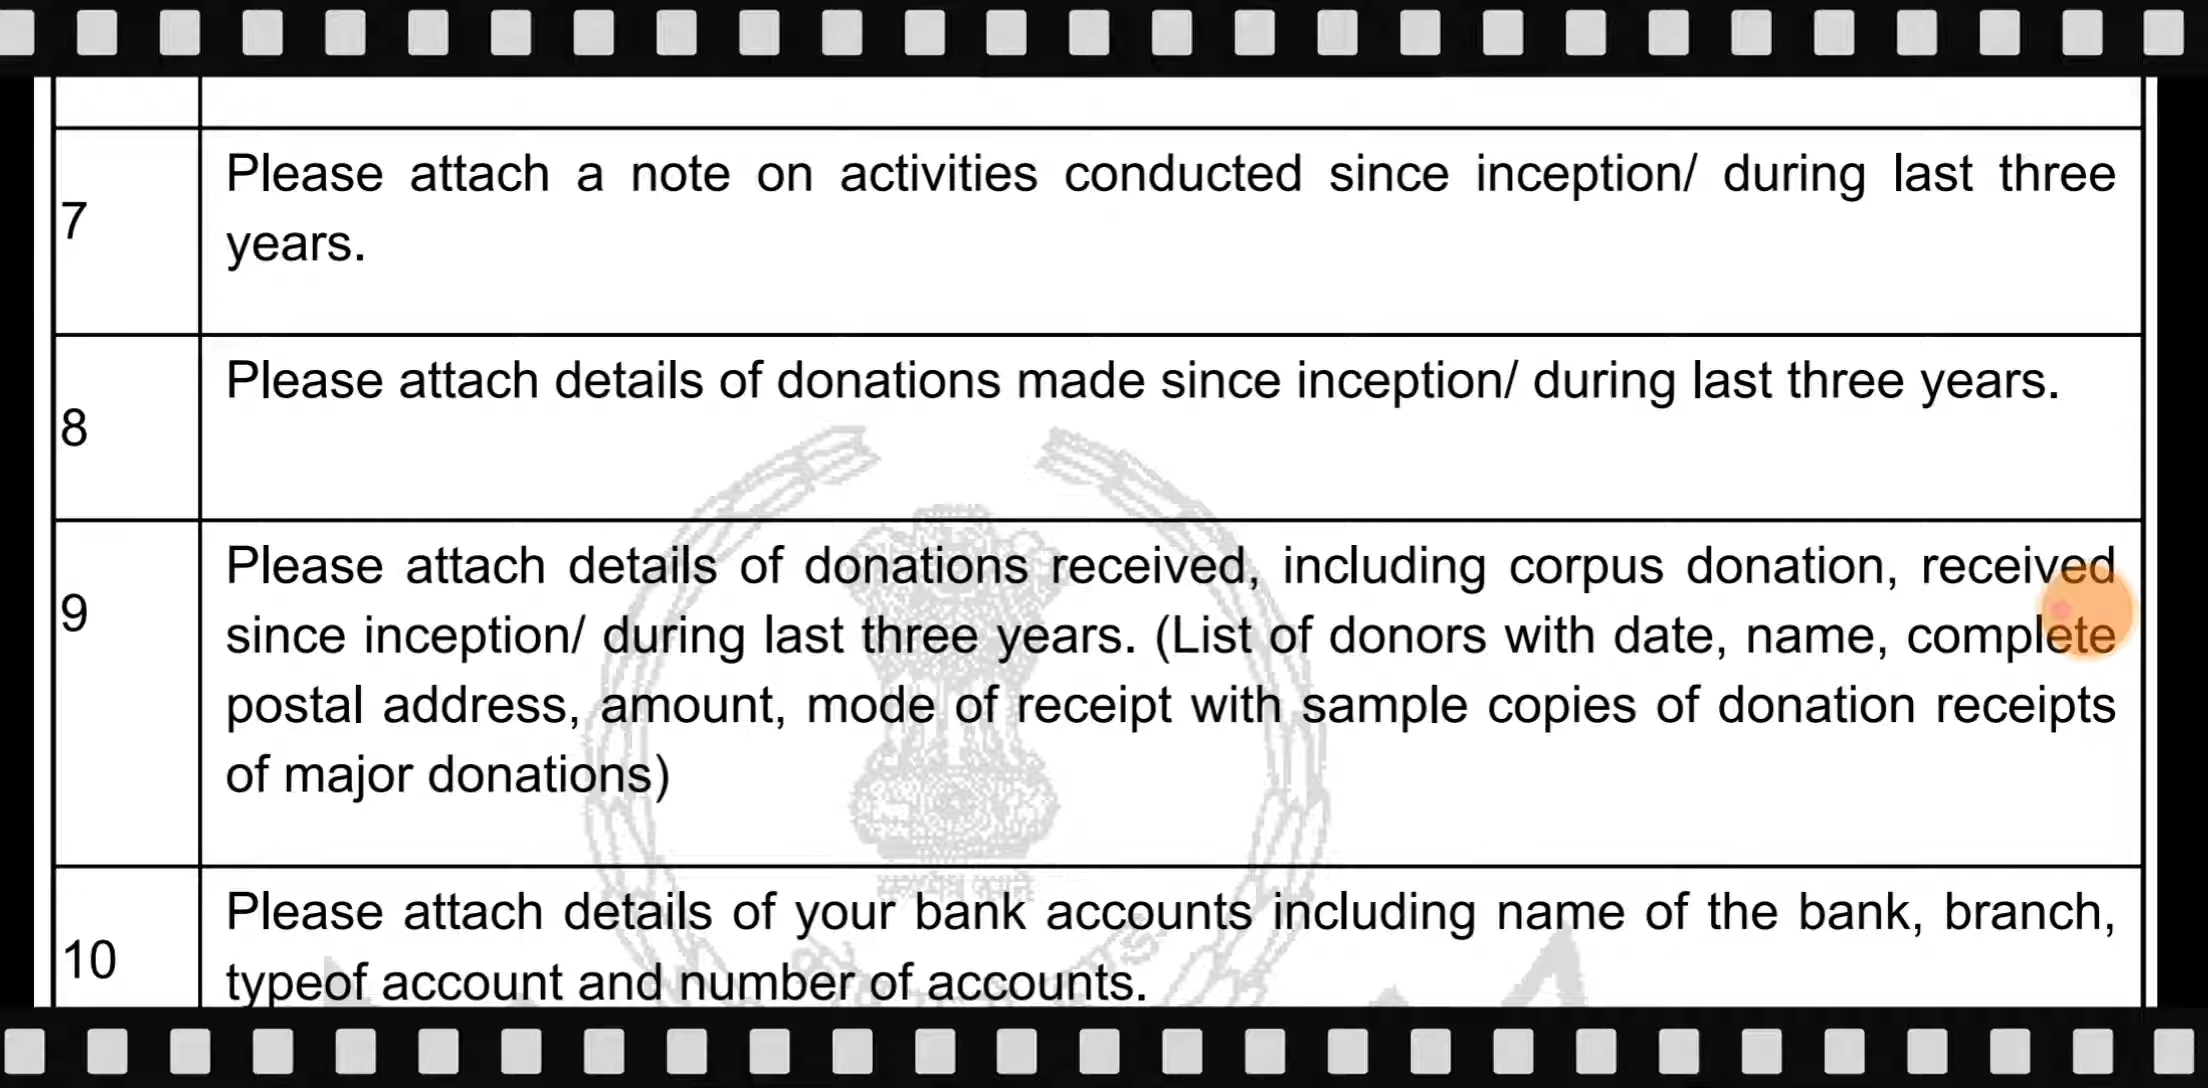 7
Please attach a note on activities conducted since inception/ during last three
years.
8
Please attach details of donations made since inception/ during last three years.
9
Please attach details of donations received, including corpus donation, received
since inception/ during last three years. (List of donors with date, name, complete
postal address, amount, mode of receipt with sample copies of donation receipts
of major donations)
10
Please attach details of your bank accounts including name of the bank, branch,
typeof account and number of accounts.